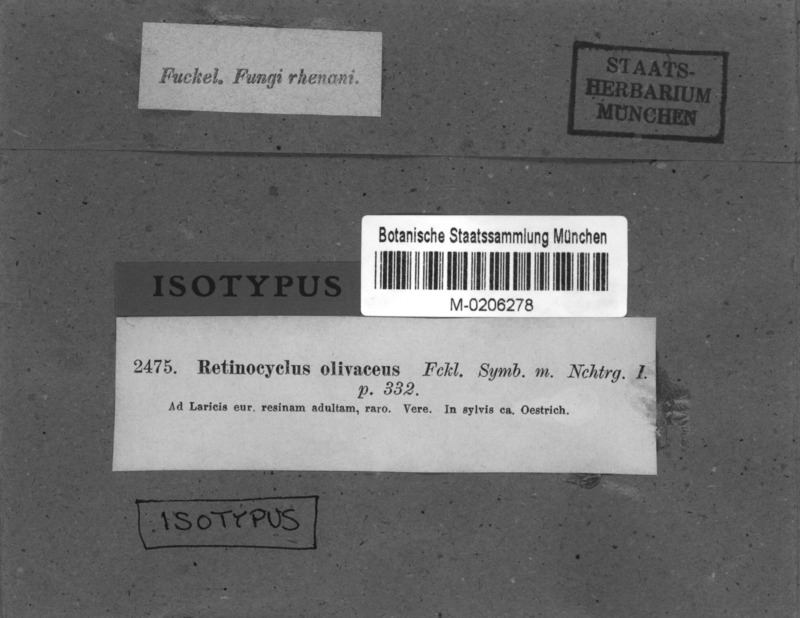 Fuckel. Fungi rhenani.
STAATS-
HERBARIUM
MÜNCHEN
Botanische Staatssammlung München
M-0206278
ISOTYPUS
2475. Retinocyclus olivaceus Fckl. Symb. m. Nchtrg. I.
p. 332.
Ad Laricis eur. resinam adultam, raro. Vere. In sylvis ca. Oestrich.
ISOTYPUS